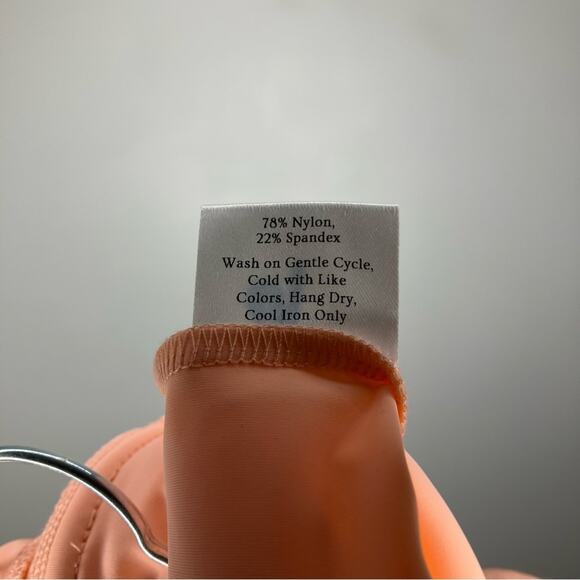 78% Nylon,
22% Spandex
Wash on Gentle Cycle,
Cold with Like
Colors, Hang Dry,
Cool Iron Only